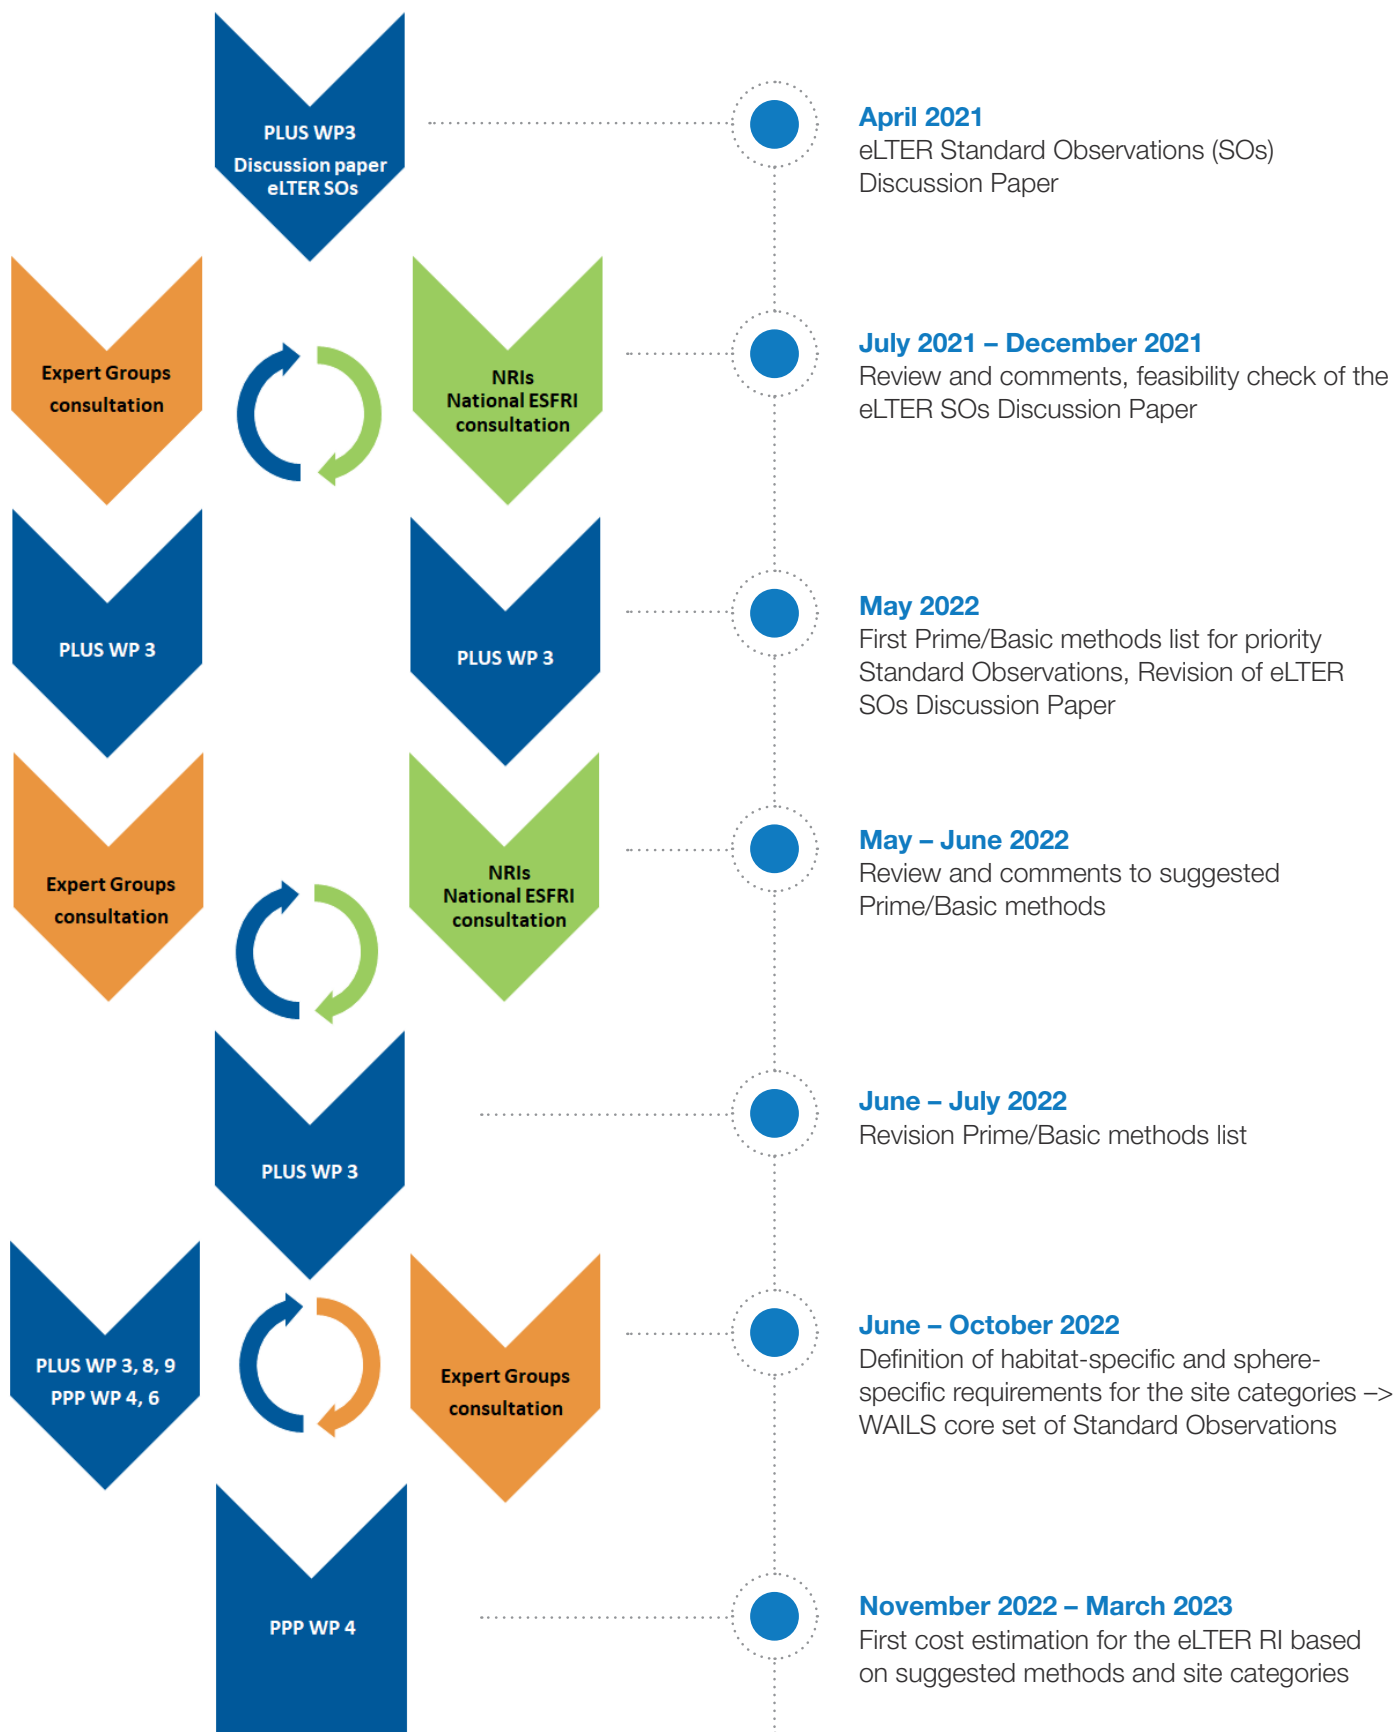 PLUS WP3
Discussion paper
eLTER SOs
April 2021
eLTER Standard Observations (SOs)
Discussion Paper
Expert Groups
consultation
NRIs
National ESFRI
consultation
July 2021 – December 2021
Review and comments, feasibility check of the
eLTER SOs Discussion Paper
PLUS WP 3
PLUS WP 3
May 2022
First Prime/Basic methods list for priority
Standard Observations, Revision of eLTER
SOs Discussion Paper
Expert Groups
consultation
NRIs
National ESFRI
consultation
May – June 2022
Review and comments to suggested
Prime/Basic methods
PLUS WP 3
June – July 2022
Revision Prime/Basic methods list
PLUS WP 3, 8, 9
PPP WP 4, 6
Expert Groups
consultation
June – October 2022
Definition of habitat-specific and sphere-
specific requirements for the site categories –>
WAILS core set of Standard Observations
PPP WP 4
November 2022 – March 2023
First cost estimation for the eLTER RI based
on suggested methods and site categories